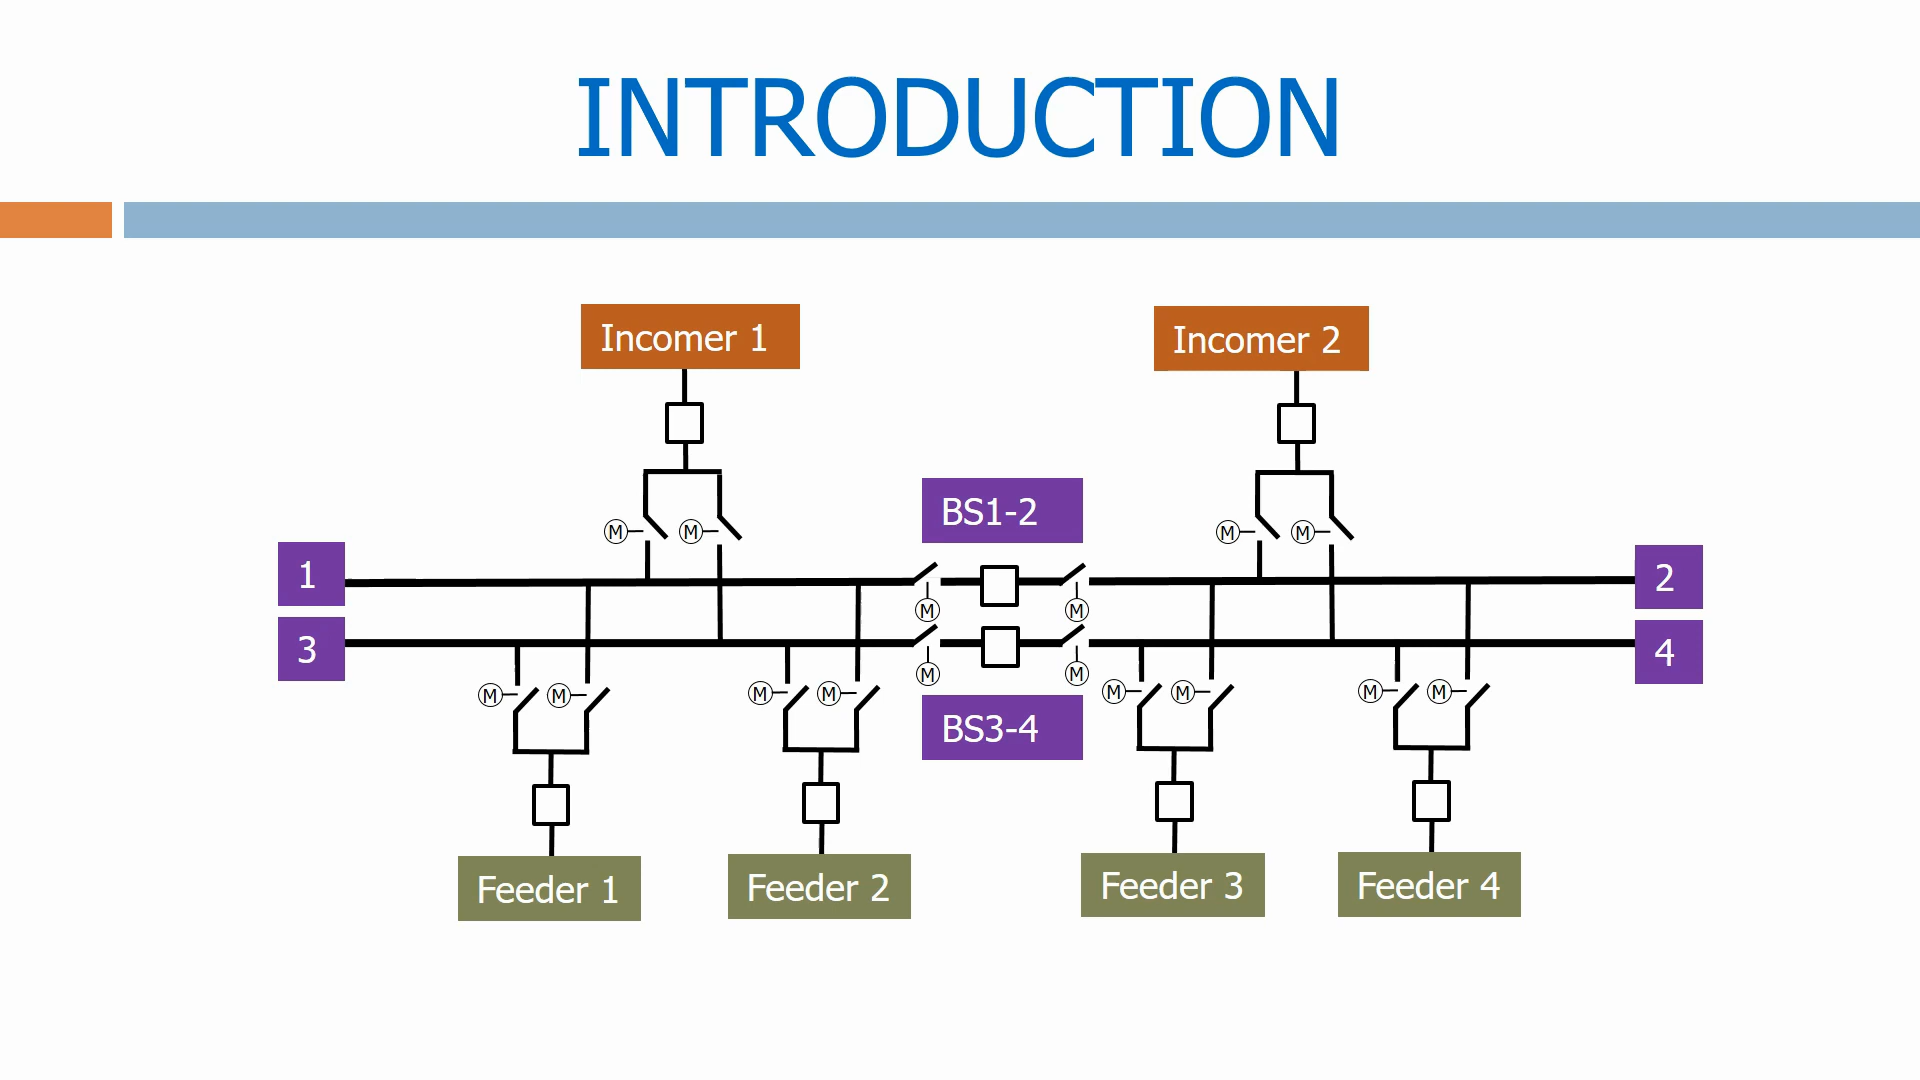 INTRODUCTION
Incomer 1
Incomer 2
BS1-2
M M M M
1
2
M M
3
4
M M
M M M M M M M M
BS3-4
Feeder 1
Feeder 2
Feeder 3
Feeder 4